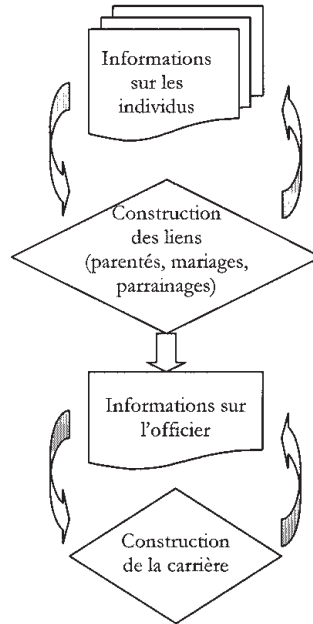 Informations
sur les
individus
Construction
des liens
(parentés, mariages,
parrainages)
Informations sur
l'officier
Construction
de la carrière